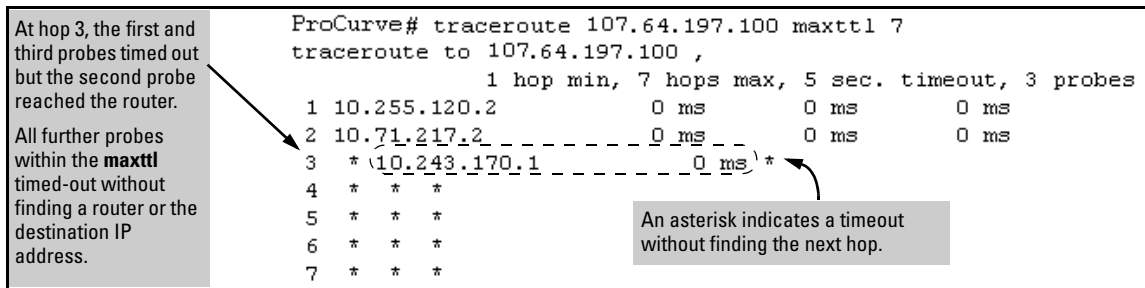 At hop 3, the first and
third probes timed out
but the second probe
reached the router.
All further probes
within the maxttl
timed-out without
finding a router or the
destination IP
address.
ProCurve# traceroute 107.64.197.100 maxttl 7
traceroute to 107.64.197.100 ,
1 hop min, 7 hops max, 5 sec. timeout, 3 probes
1 10.255.120.2 0 ms 0 ms 0 ms
2 10.71.217.2 0 ms 0 ms 0 ms
3 * 10.243.170.1 0 ms *
4 * * *
5 * * *
6 * * *
7 * * *
An asterisk indicates a timeout
without finding the next hop.